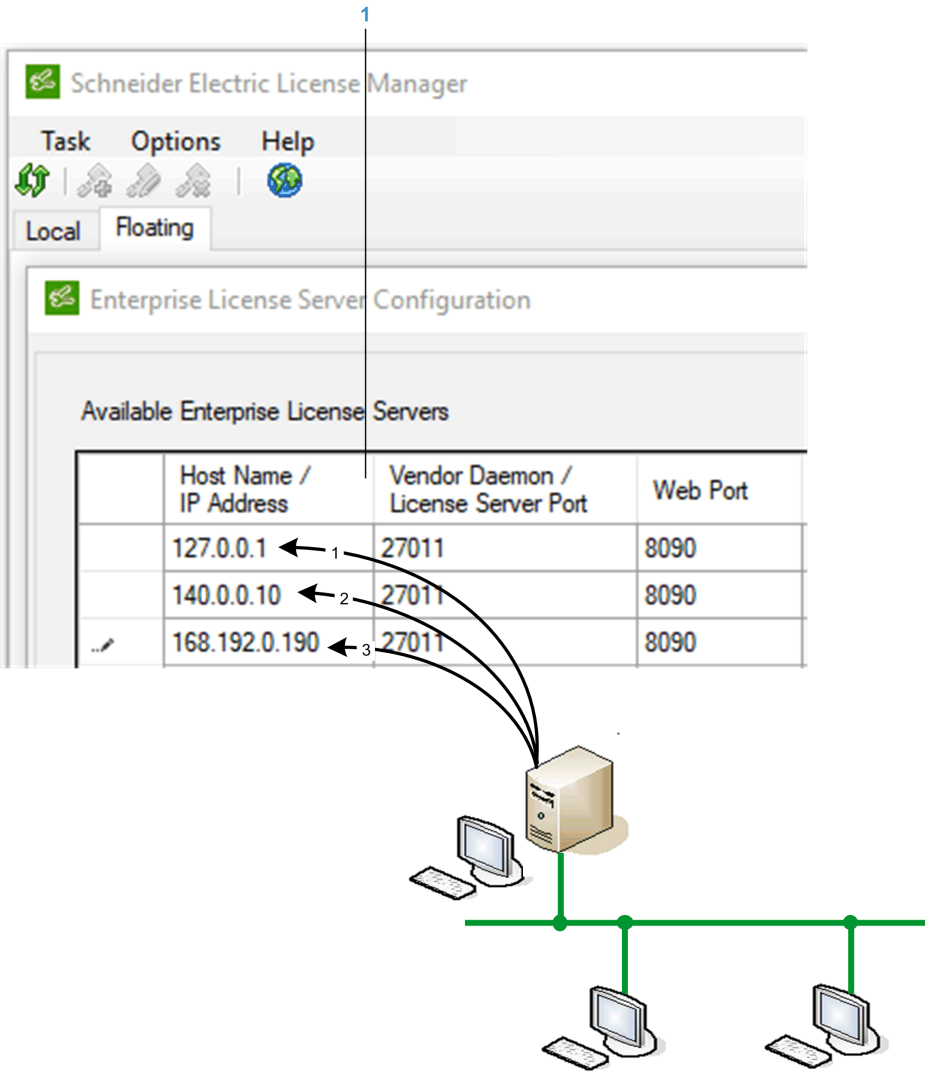 1
Schneider Electric License Manager
Task Options Help
Local Floating
Enterprise License Server Configuration
Available Enterprise License Servers
Host Name / Vendor Daemon / Web Port
IP Address License Server Port
127.0.0.1 1 27011 8090
140.0.0.10 2 27011 8090
168.192.0.190 3 27011 8090